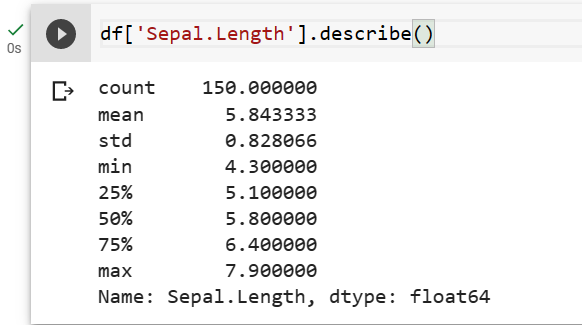 df['Sepal.Length'].describe()
0s
count 150.000000
mean 5.843333
std 0.828066
min 4.300000
25% 5.100000
50% 5.800000
75% 6.400000
max 7.900000
Name: Sepal.Length, dtype: float64